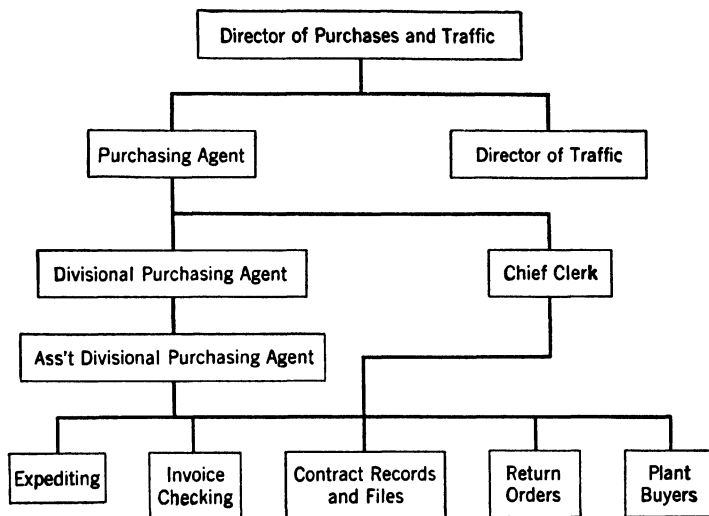 Director of Purchases and Traffic
Purchasing Agent
Director of Traffic
Divisional Purchasing Agent
Chief Clerk
Ass't Divisional Purchasing Agent
Expediting
Invoice
Checking
Contract Records
and Files
Return
Orders
Plant
Buyers